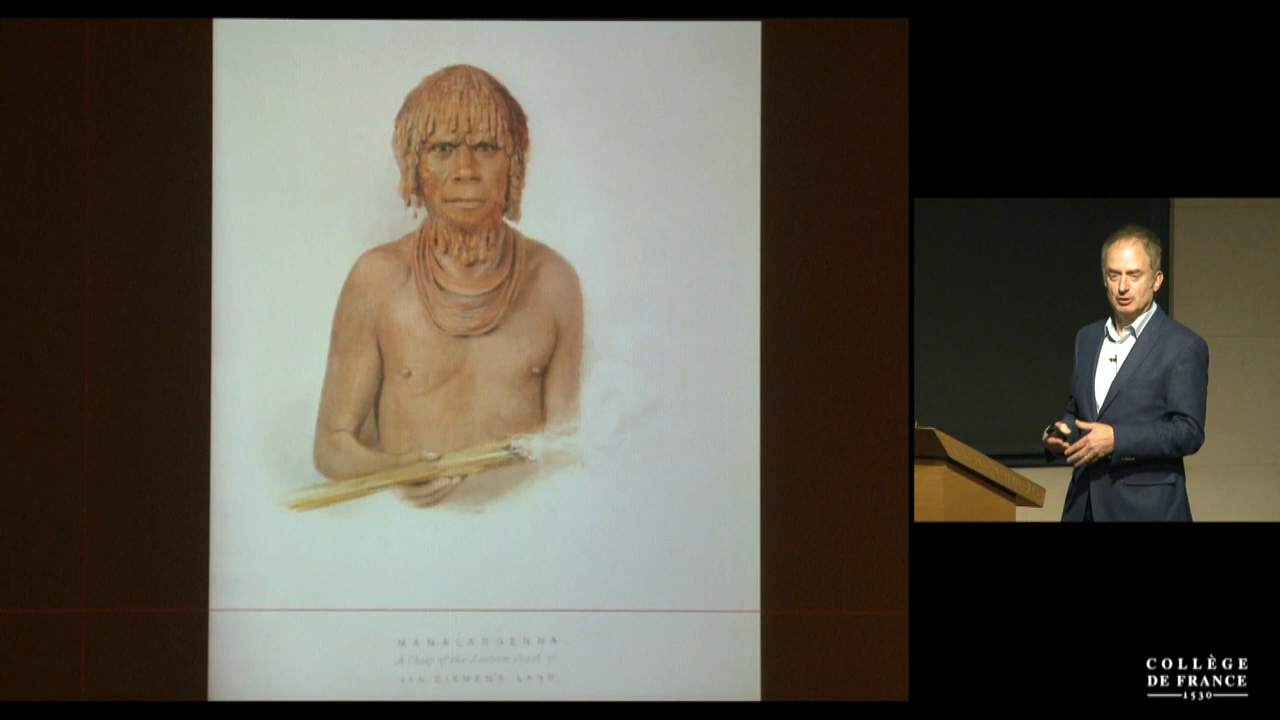 MANALARGENNA,
A Chief of the Eastern Coast of
VAN DIEMEN'S LAND.
COLLÈGE
DE FRANCE
1530